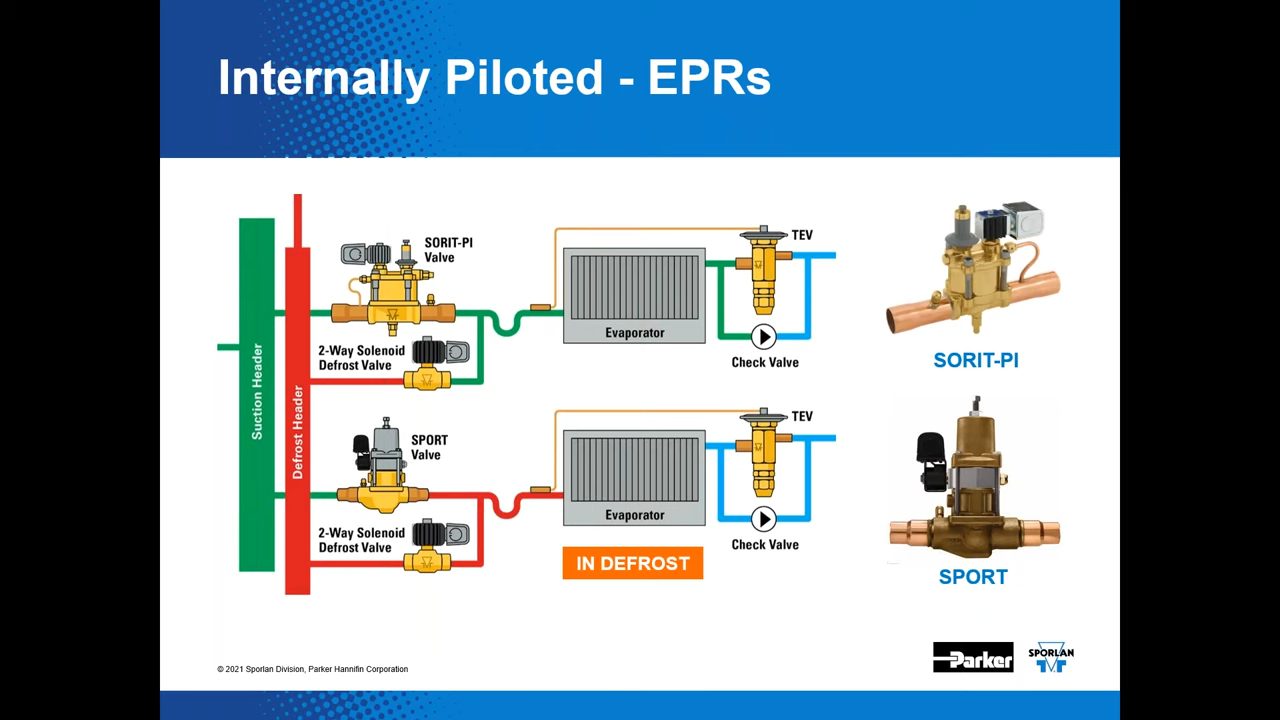 Internally Piloted - EPRs
SORIT-PI
Valve
TEV
Evaporator
2-Way Solenoid
Defrost Valve
Check Valve
Suction Header
Defrost Header
SORIT-PI
SPORT
Valve
TEV
Evaporator
2-Way Solenoid
Defrost Valve
Check Valve
IN DEFROST
SPORT
© 2021 Sporlan Division, Parker Hannifin Corporation
Parker
SPORLAN